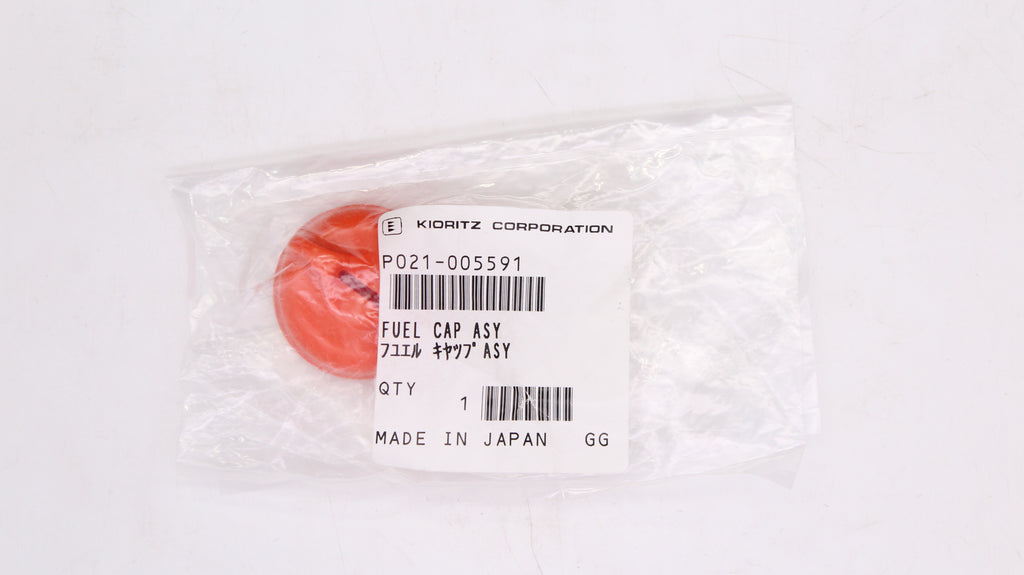 E KIORITZ CORPORATION
P021-005591
FUEL CAP ASY
フユエル キヤツプ ASY
QTY
1
MADE IN JAPAN GG